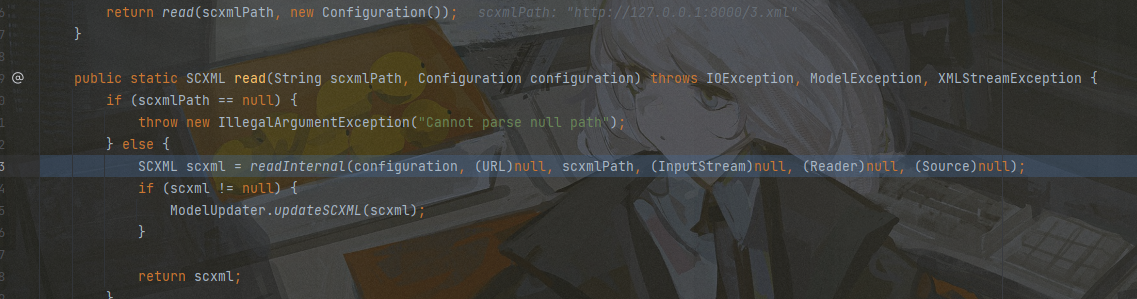 return read(scxmlPath, new Configuration());   scxmlPath: "http://127.0.0.1:8000/3.xml"
}
@ public static SCXML read(String scxmlPath, Configuration configuration) throws IOException, ModelException, XMLStreamException {
if (scxmlPath == null) {
throw new IllegalArgumentException("Cannot parse null path");
} else {
SCXML scxml = readInternal(configuration, (URL)null, scxmlPath, (InputStream)null, (Reader)null, (Source)null);
if (scxml != null) {
ModelUpdater.updateSCXML(scxml);
}
return scxml;
}